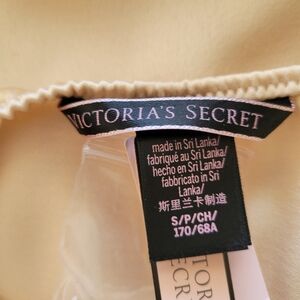 VICTORIA'S SECRET
made in Sri Lanka/
fabriqué au Sri Lanka/
hecho en Sri Lanka/
fabbricato in Sri
Lanka/
斯里兰卡制造
S/P/CH/
170/68A